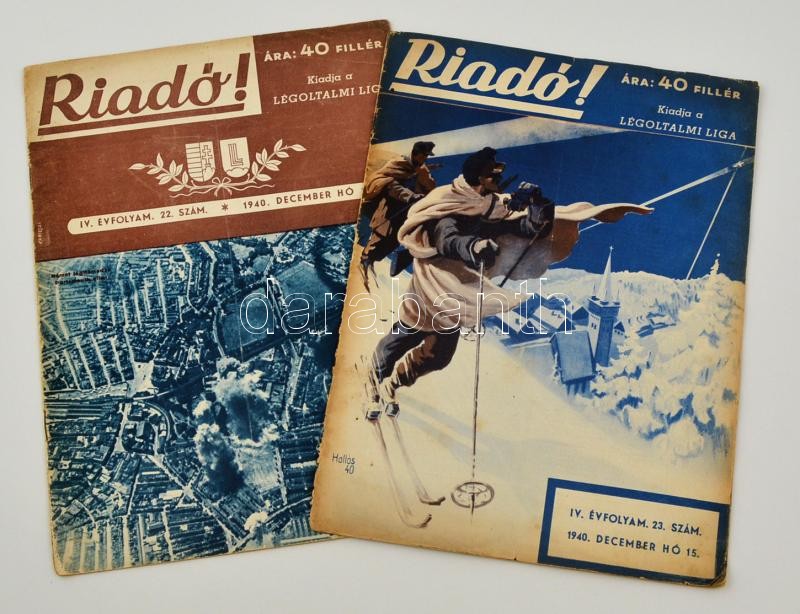 Riadó!
ÁRA: 40 FILLÉR
Kiadja a
LÉGOLTALMI LIGA
IV. ÉVFOLYAM. 22. SZÁM. * 1940. DECEMBER HÓ
Riadó!
ÁRA: 40 FILLÉR
Kiadja a
LÉGOLTALMI LIGA
Hallós
40
IV. ÉVFOLYAM. 23. SZÁM.
1940. DECEMBER HÓ 15.
darabanth